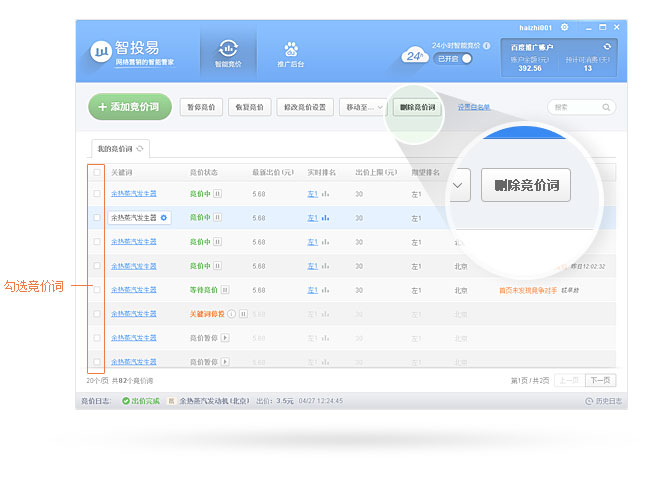 haizhi801
智投易
网络营销的智能管家
智能竞价
推广后台
24h
24小时智能竞价
已开启
百度推广账户
账户余额(元) 预计可消费(天)
392.56 13
+ 添加竞价词 暂停竞价 恢复竞价 修改竞价设置 移动至... 删除竞价词 设置白名单 搜索
删除竞价词
我的竞价词
关键词 竞价状态 最新出价(元) 实时排名 出价上限(元) 期望排名
余热蒸汽发生器 竞价中 5.68 左1 30 左1
余热蒸汽发生器 竞价中 5.68 左1 30 左1
余热蒸汽发生器 竞价中 5.68 左1 30 左1
余热蒸汽发生器 竞价中 5.68 左1 30 左1 北京 昨日12:02:32
余热蒸汽发生器 等待竞价 5.68 左1 30 左1 北京 首页未发现竞争对手
勾选竞价词
余热蒸汽发生器 关键词停投 5.68 左1 30 左1 北京
余热蒸汽发生器 竞价暂停 5.68 左1 30 左1 北京
余热蒸汽发生器 竞价暂停 5.68 左1 30 左1 北京
20个/页 共82个竞价词 第1页/共2页 上一页 下一页
竞价日志: 出价完成 余热蒸汽发动机(北京) 出价: 3.5元 04/27 12:24:45 历史日志